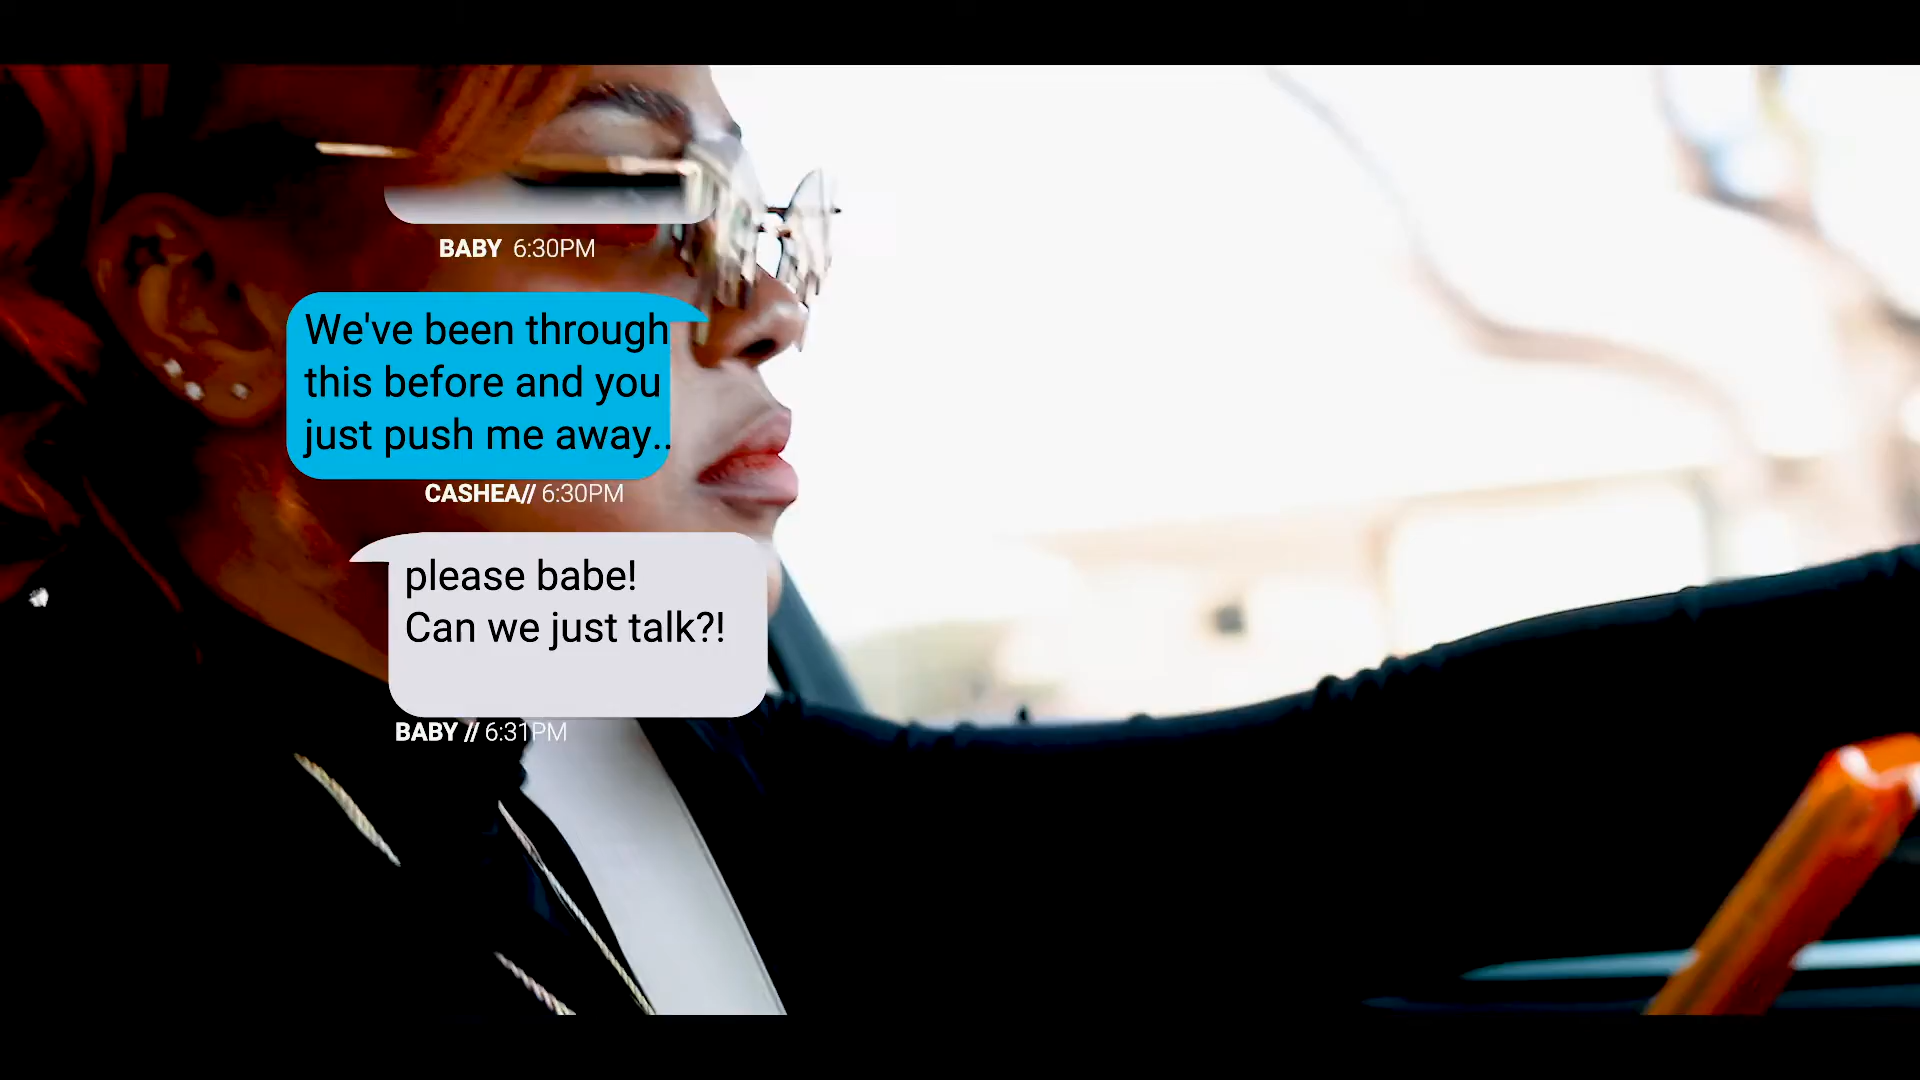 BABY 6:30PM
We've been through
this before and you
just push me away..
CASHEA// 6:30PM
please babe!
Can we just talk?!
BABY // 6:31PM